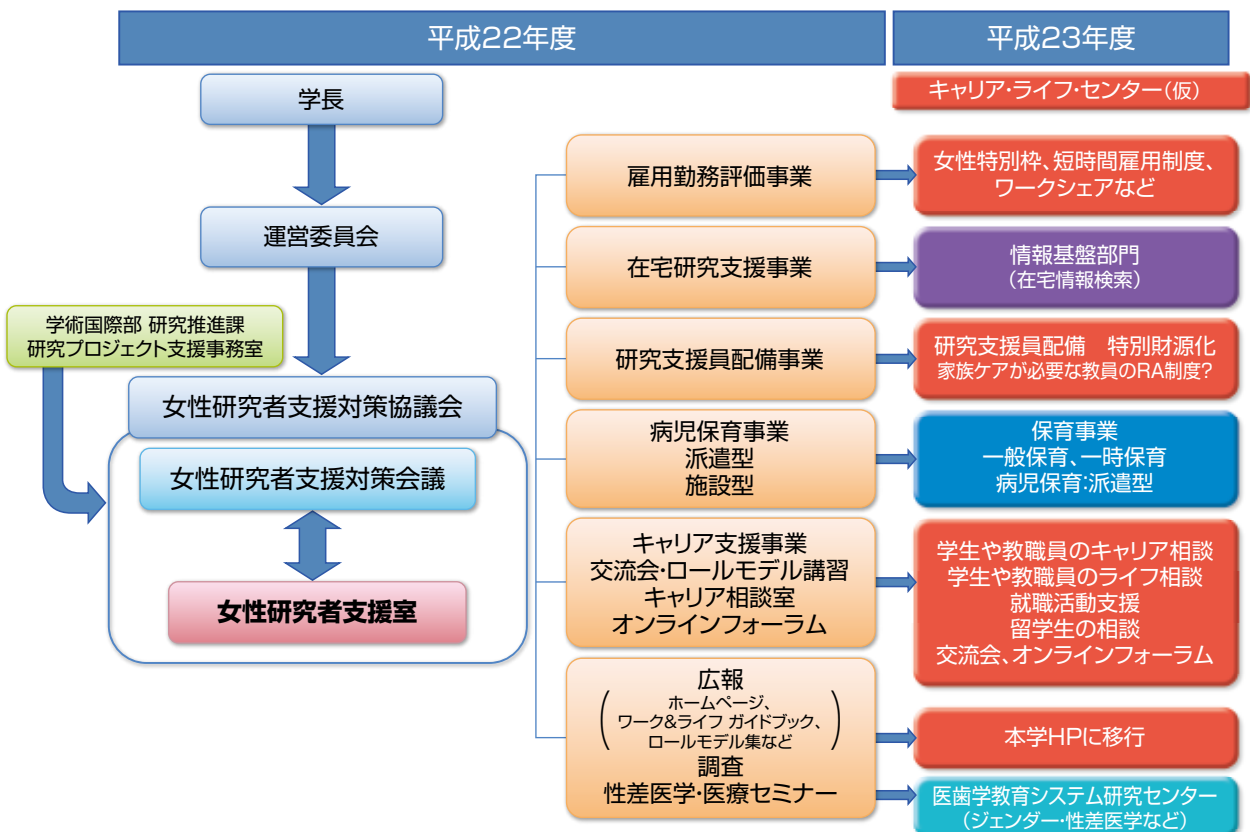 平成22年度
平成23年度
学長
運営委員会
学術国際部 研究推進課
研究プロジェクト支援事務室
女性研究者支援対策協議会
女性研究者支援対策会議
女性研究者支援室
雇用勤務評価事業
在宅研究支援事業
研究支援員配備事業
病児保育事業
派遣型
施設型
キャリア支援事業
交流会・ロールモデル講習
キャリア相談室
オンラインフォーラム
広報
(ホームページ、
ワーク&ライフ ガイドブック、
ロールモデル集など)
調査
性差医学・医療セミナー
キャリア・ライフ・センター(仮)
女性特別枠、短時間雇用制度、
ワークシェアなど
情報基盤部門
(在宅情報検索)
研究支援員配備　特別財源化
家族ケアが必要な教員のRA制度?
保育事業
一般保育、一時保育
病児保育:派遣型
学生や教職員のキャリア相談
学生や教職員のライフ相談
就職活動支援
留学生の相談
交流会、オンラインフォーラム
本学HPに移行
医歯学教育システム研究センター
(ジェンダー・性差医学など)